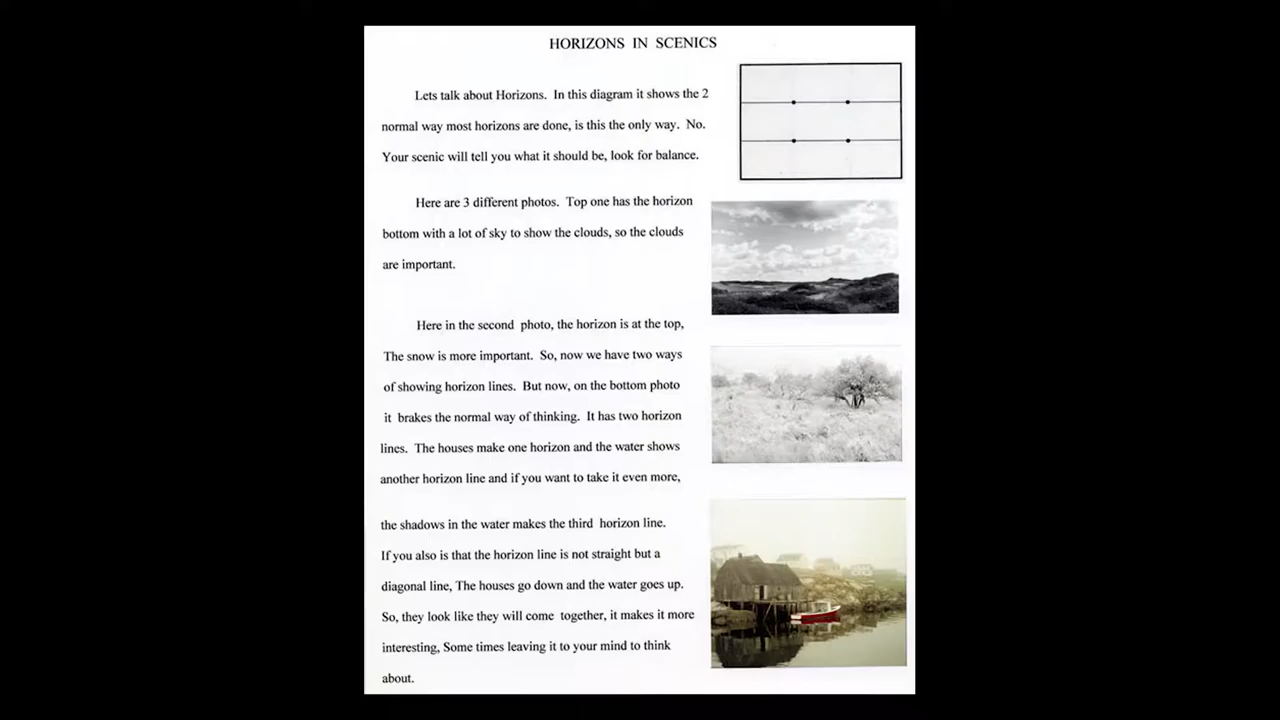 HORIZONS IN SCENICS
Lets talk about Horizons. In this diagram it shows the 2
normal way most horizons are done, is this the only way. No.
Your scenic will tell you what it should be, look for balance.
Here are 3 different photos. Top one has the horizon
bottom with a lot of sky to show the clouds, so the clouds
are important.
Here in the second photo, the horizon is at the top,
The snow is more important. So, now we have two ways
of showing horizon lines. But now, on the bottom photo
it brakes the normal way of thinking. It has two horizon
lines. The houses make one horizon and the water shows
another horizon line and if you want to take it even more,
the shadows in the water makes the third horizon line.
If you also is that the horizon line is not straight but a
diagonal line, The houses go down and the water goes up.
So, they look like they will come together, it makes it more
interesting, Some times leaving it to your mind to think
about.